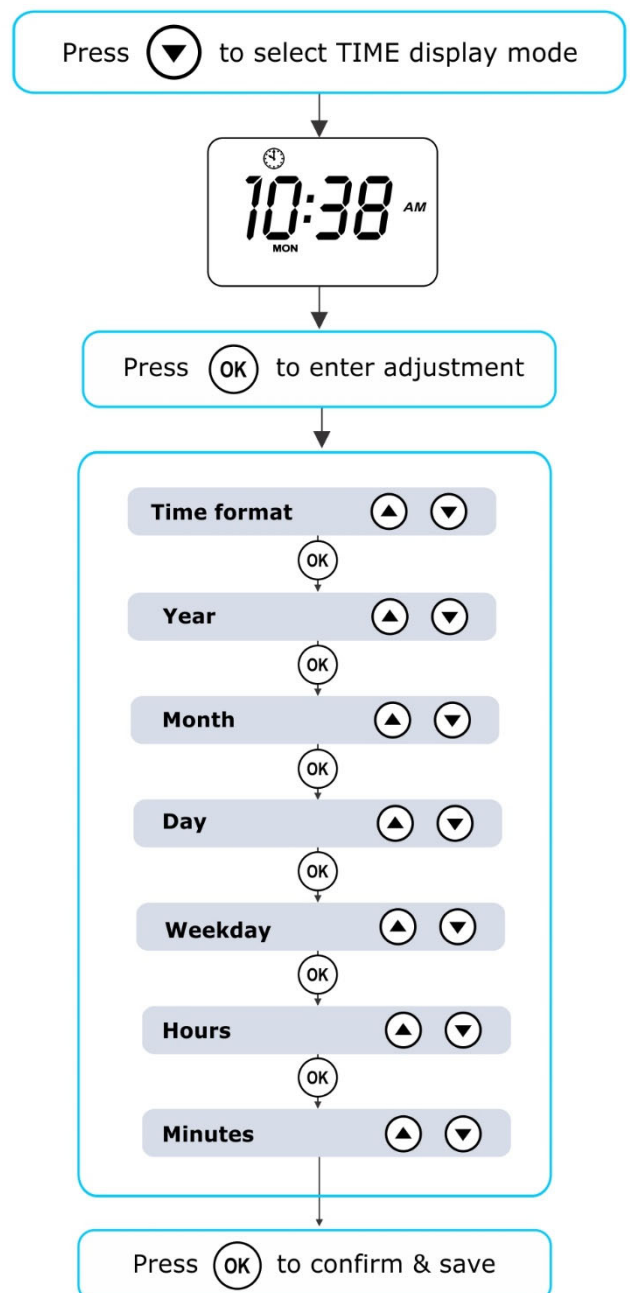 Press ▼ to select TIME display mode
10:38 AM
MON
Press OK to enter adjustment
Time format ▲ ▼
OK
Year ▲ ▼
OK
Month ▲ ▼
OK
Day ▲ ▼
OK
Weekday ▲ ▼
OK
Hours ▲ ▼
OK
Minutes ▲ ▼
Press OK to confirm & save